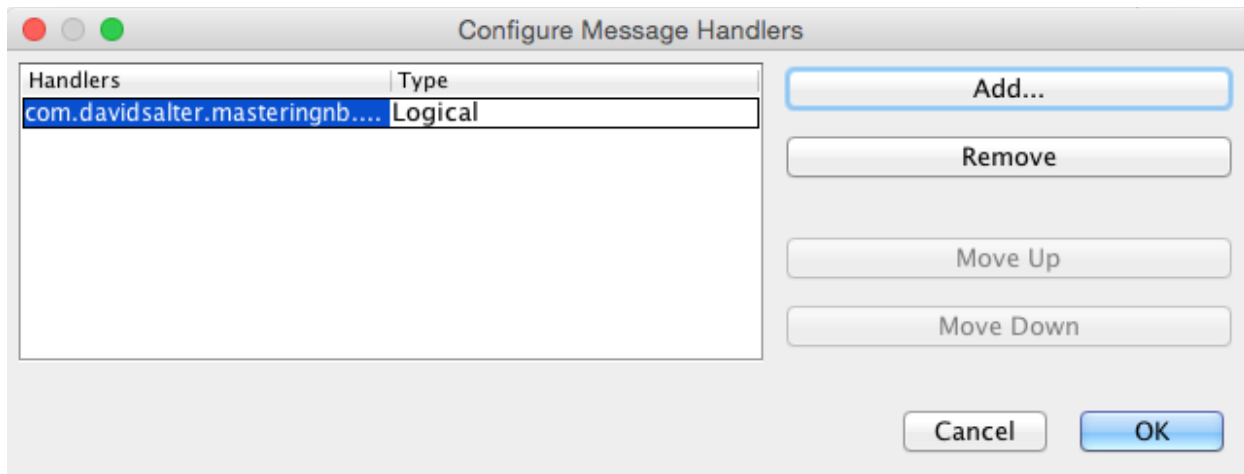 Configure Message Handlers
Handlers Type
com.davidsalter.masteringnb.... Logical
Add...
Remove
Move Up
Move Down
Cancel OK